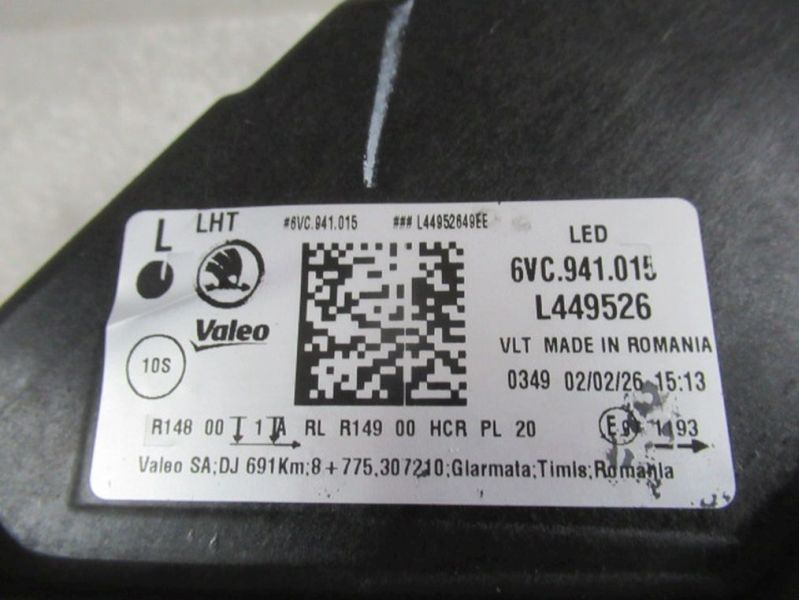 L LHT #6VC.941.015 ### L44952649EE
LED
6VC.941.015
L449526
Valeo
VLT MADE IN ROMANIA
10S
0349 02/02/26 15:13
R148 00 1 A RL R149 00 HCR PL 20 1193
Valeo SA;DJ 691Km;8+775,307210;Glarmata;Timls;Romanla